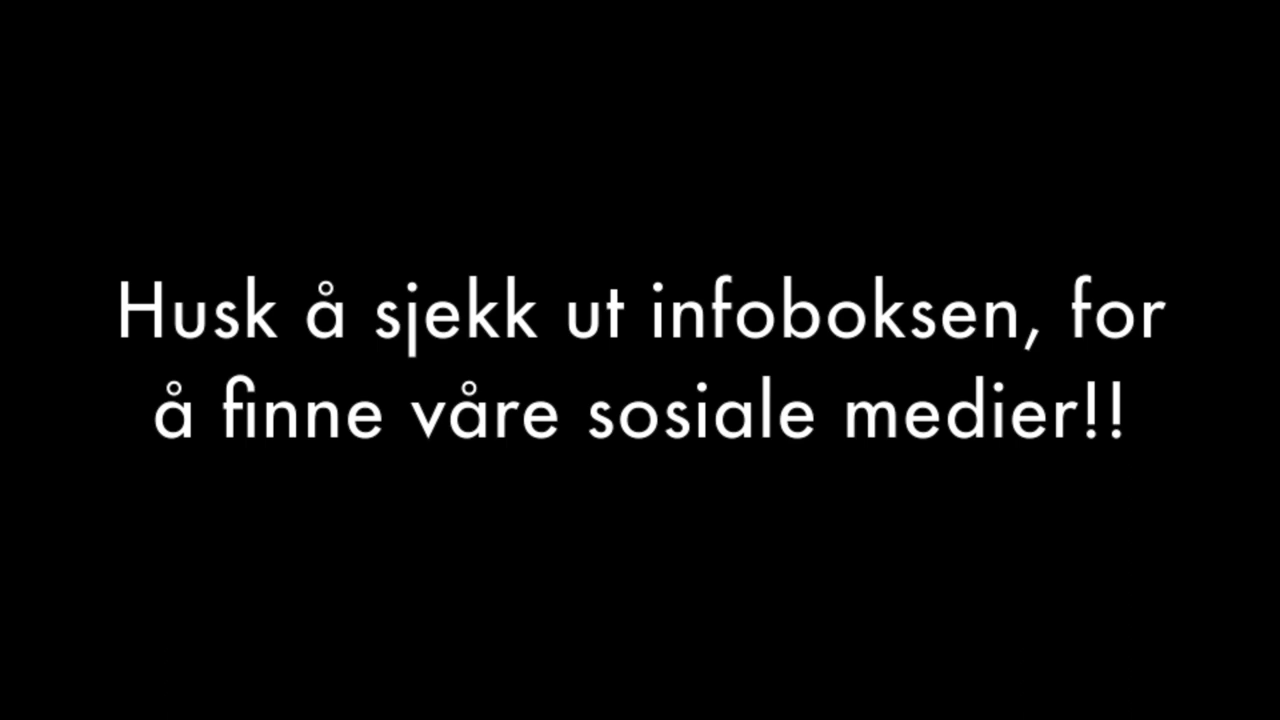 Husk å sjekk ut infoboksen, for
å finne våre sosiale medier!!